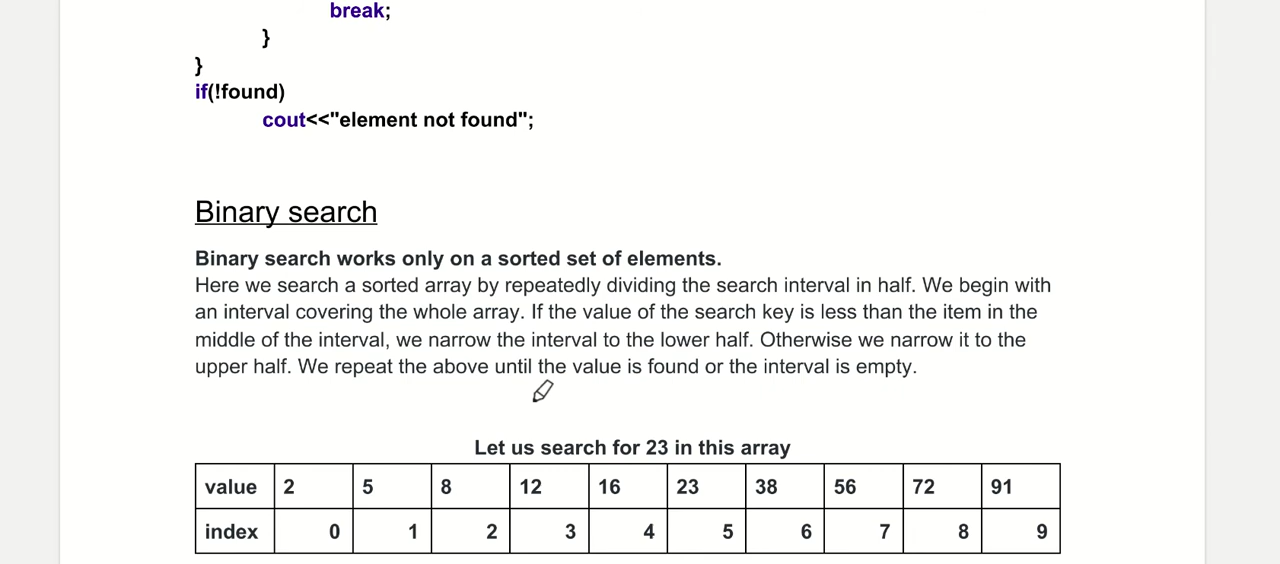 break;
}
}
if(!found)
cout<<"element not found";
Binary search
Binary search works only on a sorted set of elements.
Here we search a sorted array by repeatedly dividing the search interval in half. We begin with
an interval covering the whole array. If the value of the search key is less than the item in the
middle of the interval, we narrow the interval to the lower half. Otherwise we narrow it to the
upper half. We repeat the above until the value is found or the interval is empty.
Let us search for 23 in this array
value 2 5 8 12 16 23 38 56 72 91
index 0 1 2 3 4 5 6 7 8 9